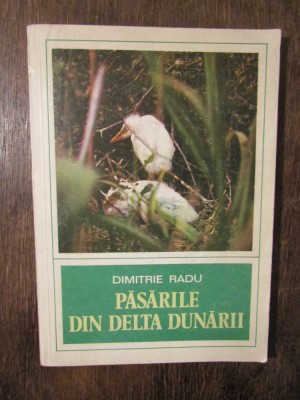 DIMITRIE RADU
PĂSĂRILE
DIN DELTA DUNĂRII